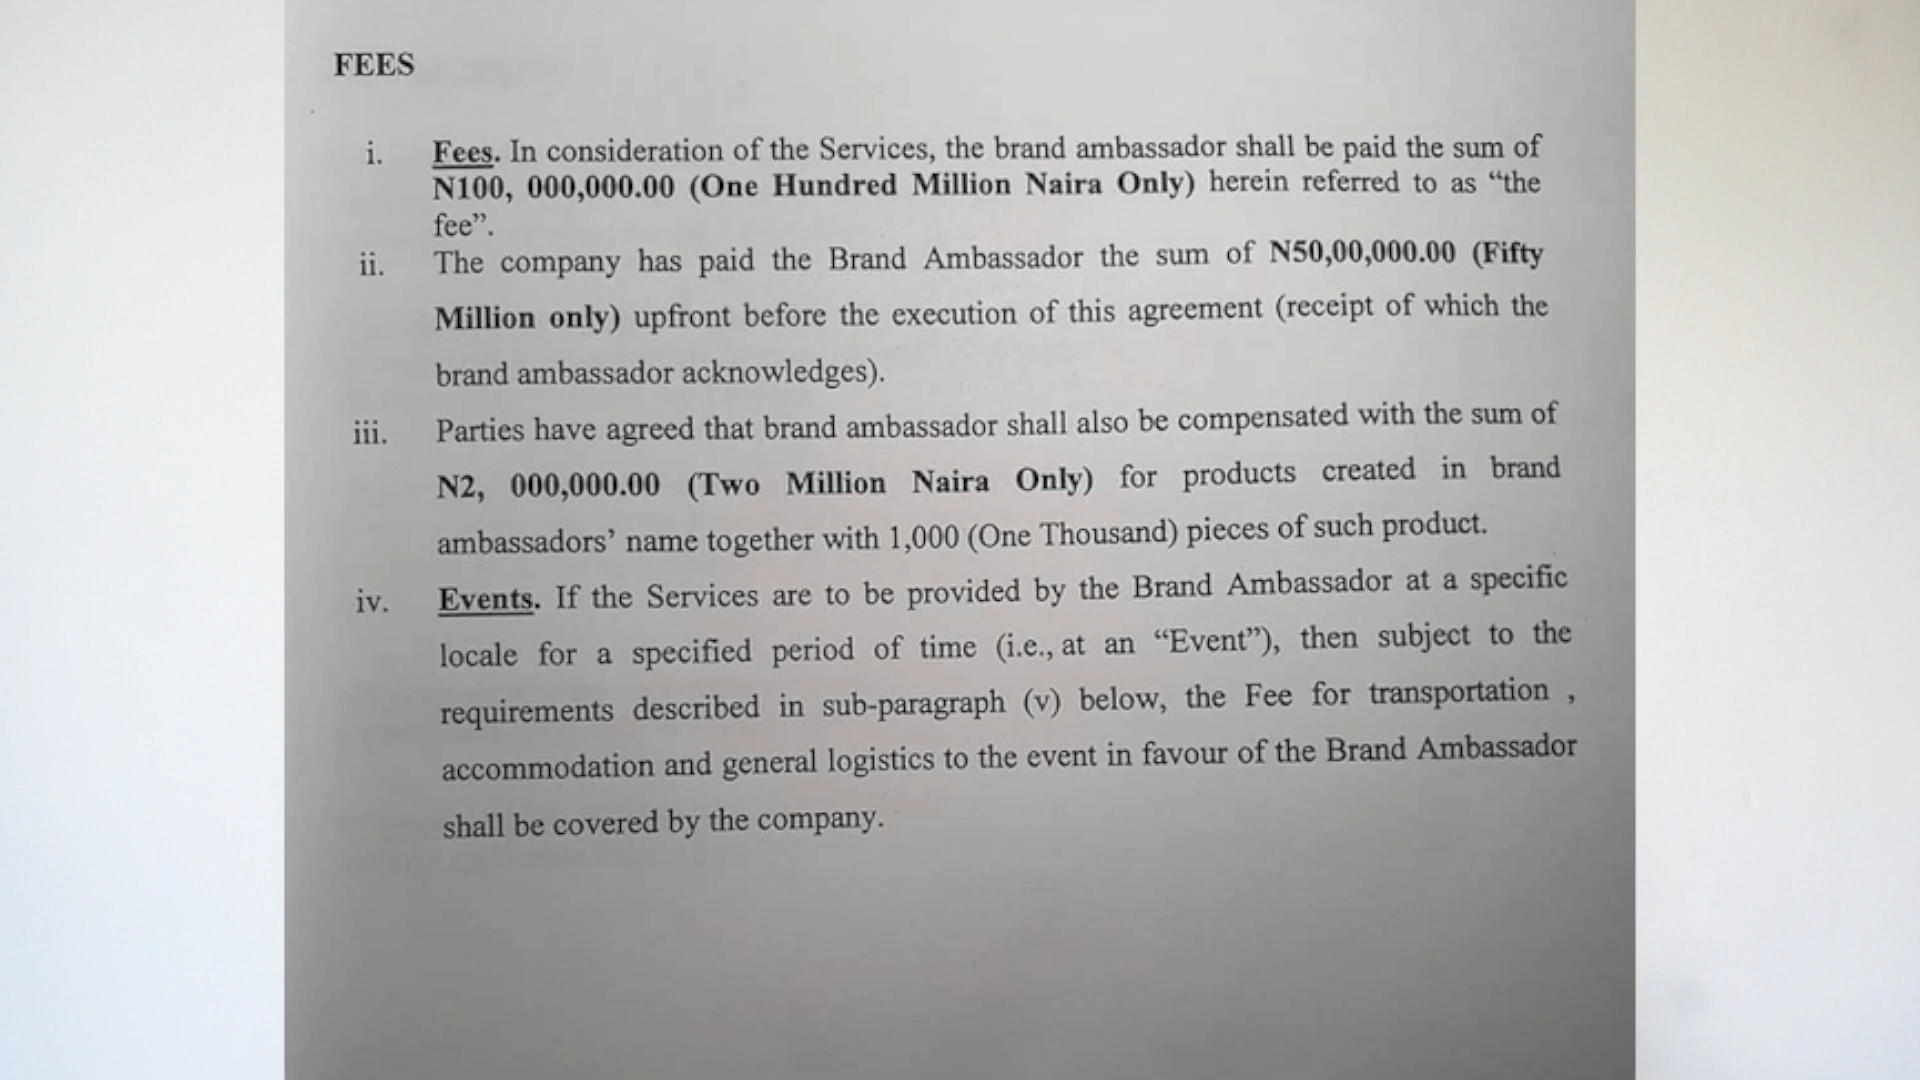 FEES
i. Fees. In consideration of the Services, the brand ambassador shall be paid the sum of
N100, 000,000.00 (One Hundred Million Naira Only) herein referred to as “the
fee”.
ii. The company has paid the Brand Ambassador the sum of N50,00,000.00 (Fifty
Million only) upfront before the execution of this agreement (receipt of which the
brand ambassador acknowledges).
iii. Parties have agreed that brand ambassador shall also be compensated with the sum of
N2, 000,000.00 (Two Million Naira Only) for products created in brand
ambassadors’ name together with 1,000 (One Thousand) pieces of such product.
iv. Events. If the Services are to be provided by the Brand Ambassador at a specific
locale for a specified period of time (i.e., at an “Event”), then subject to the
requirements described in sub-paragraph (v) below, the Fee for transportation ,
accommodation and general logistics to the event in favour of the Brand Ambassador
shall be covered by the company.